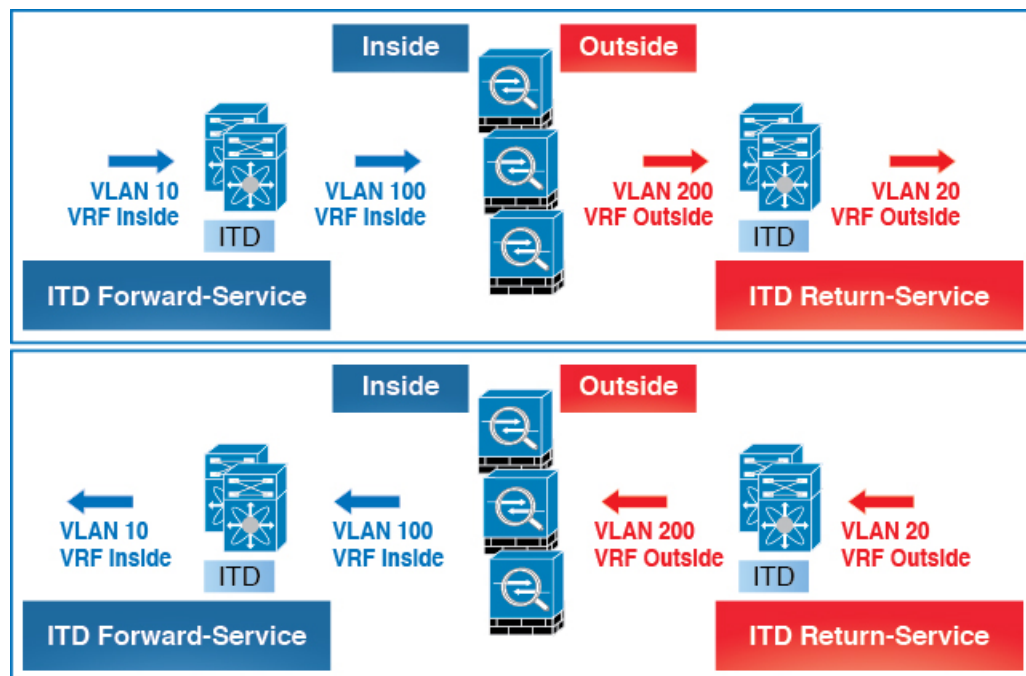 Inside
Outside
VLAN 10
VRF Inside
VLAN 100
VRF Inside
VLAN 200
VRF Outside
VLAN 20
VRF Outside
ITD
ITD
ITD Forward-Service
ITD Return-Service
Inside
Outside
VLAN 10
VRF Inside
VLAN 100
VRF Inside
VLAN 200
VRF Outside
VLAN 20
VRF Outside
ITD
ITD
ITD Forward-Service
ITD Return-Service